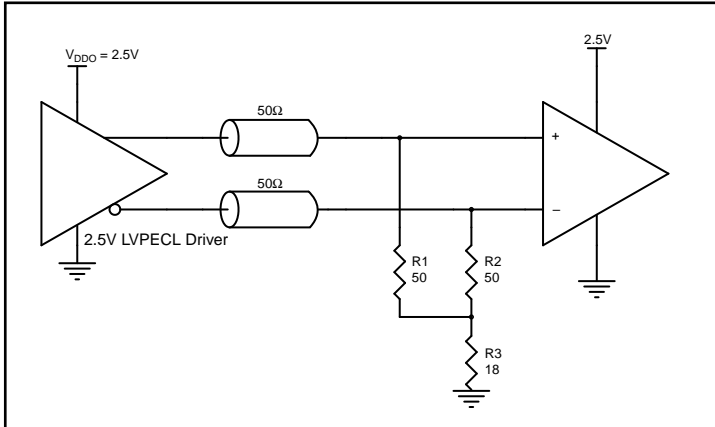 2.5V
V_DDO = 2.5V
50Ω
+
50Ω
–
2.5V LVPECL Driver
R1
50
R2
50
R3
18